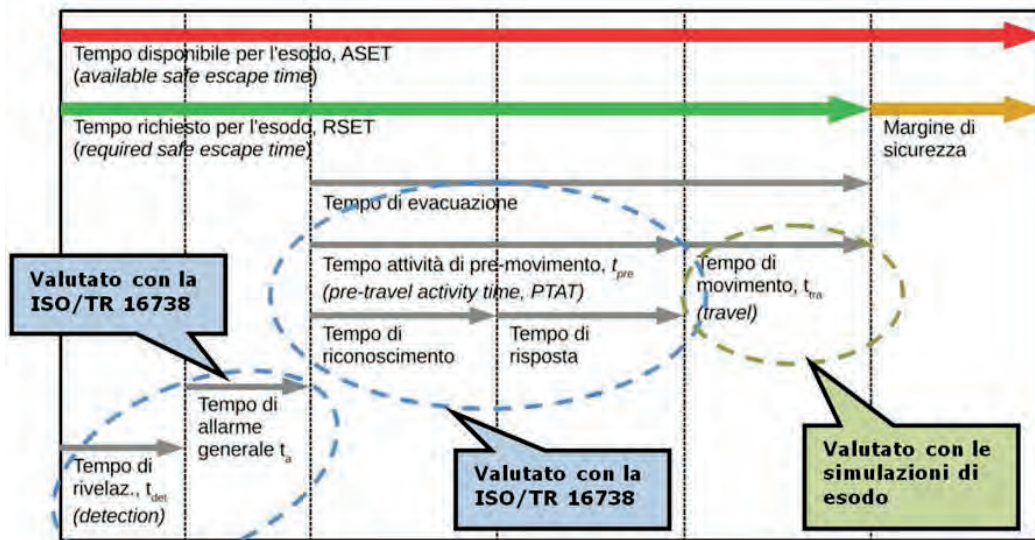 Tempo disponibile per l'esodo, ASET
(available safe escape time)
Tempo richiesto per l'esodo, RSET
(required safe escape time)
Margine di
sicurezza
Tempo di evacuazione
Valutato con la
ISO/TR 16738
Tempo attività di pre-movimento, tpre
(pre-travel activity time, PTAT)
Tempo di
movimento, ttra
(travel)
Tempo di
riconoscimento
Tempo di
risposta
Tempo di
allarme
generale ta
Tempo di
rivelaz., tdet
(detection)
Valutato con la
ISO/TR 16738
Valutato con le
simulazioni di
esodo